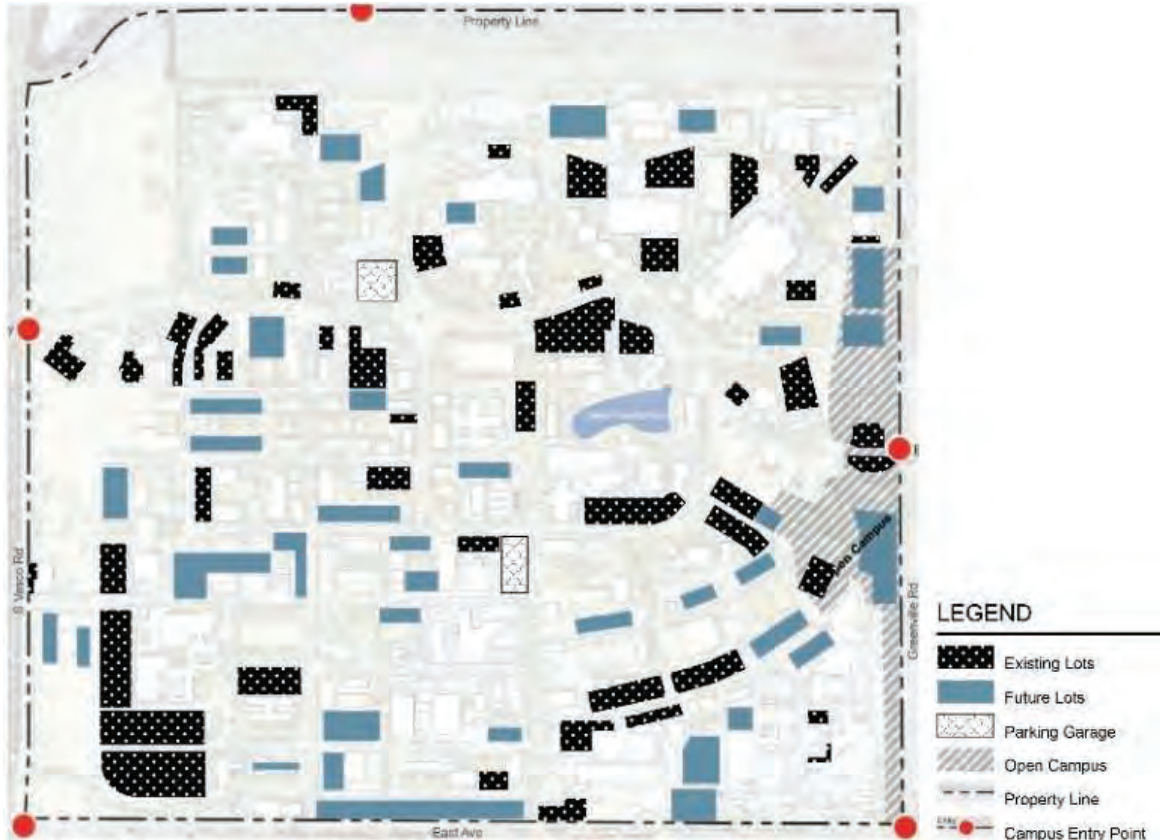 Property Line
S Vasco Rd
pen Campus
Greenville Rd
East Ave
LEGEND
Existing Lots
Future Lots
Parking Garage
Open Campus
Property Line
Campus Entry Point